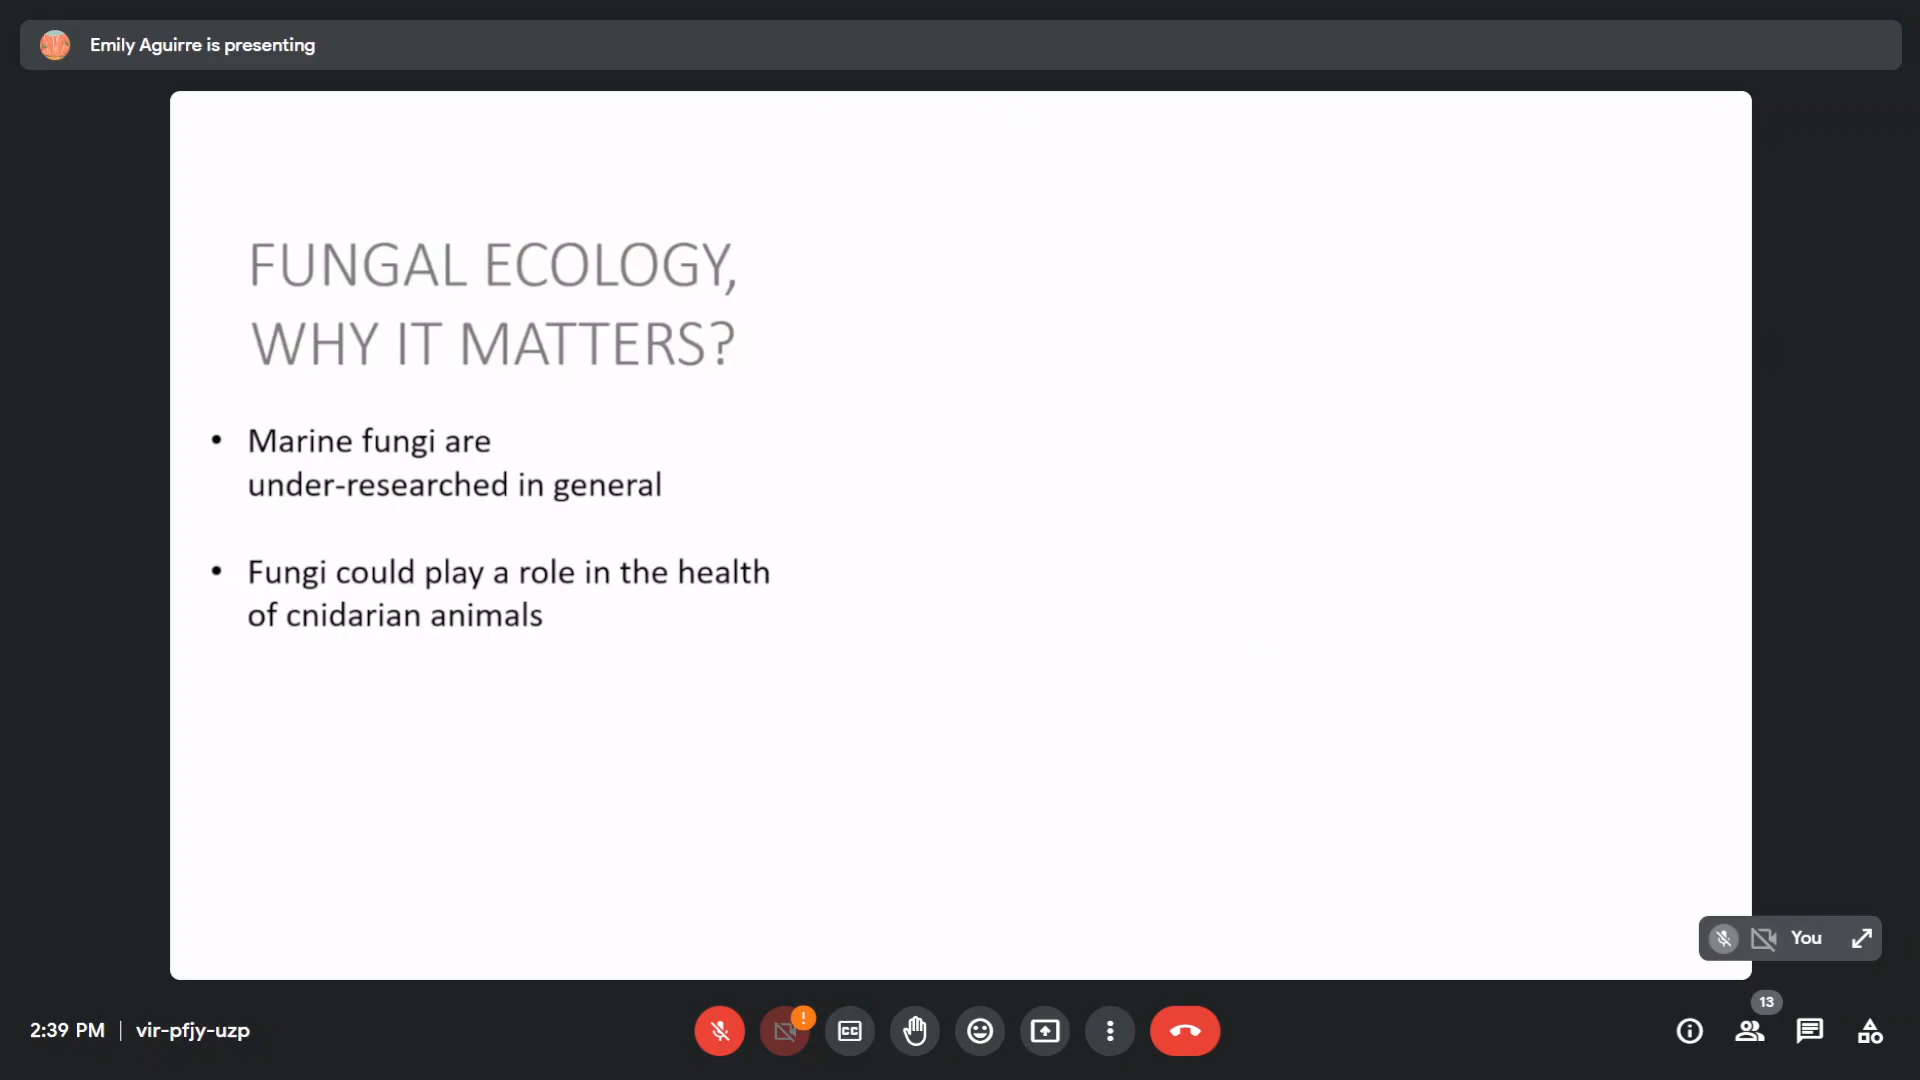 Emily Aguirre is presenting
FUNGAL ECOLOGY,
WHY IT MATTERS?
• Marine fungi are
under-researched in general
• Fungi could play a role in the health
of cnidarian animals
You
13
2:39 PM | vir-pfjy-uzp
!
CC